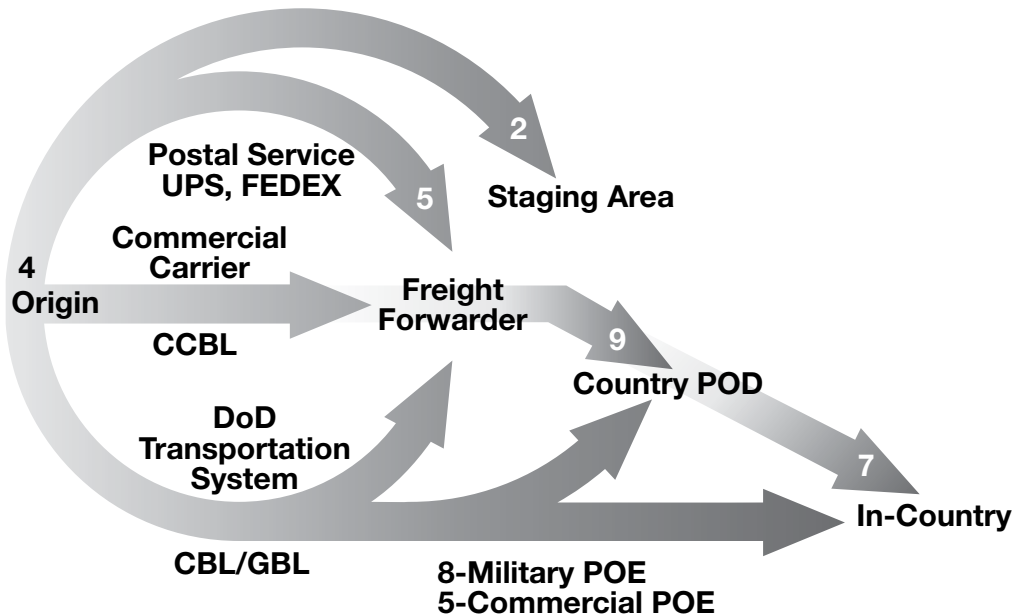 2
Postal Service
UPS, FEDEX
5
Staging Area
Commercial
Carrier
4
Origin
Freight
Forwarder
CCBL
9
Country POD
DoD
Transportation
System
7
In-Country
CBL/GBL
8-Military POE
5-Commercial POE